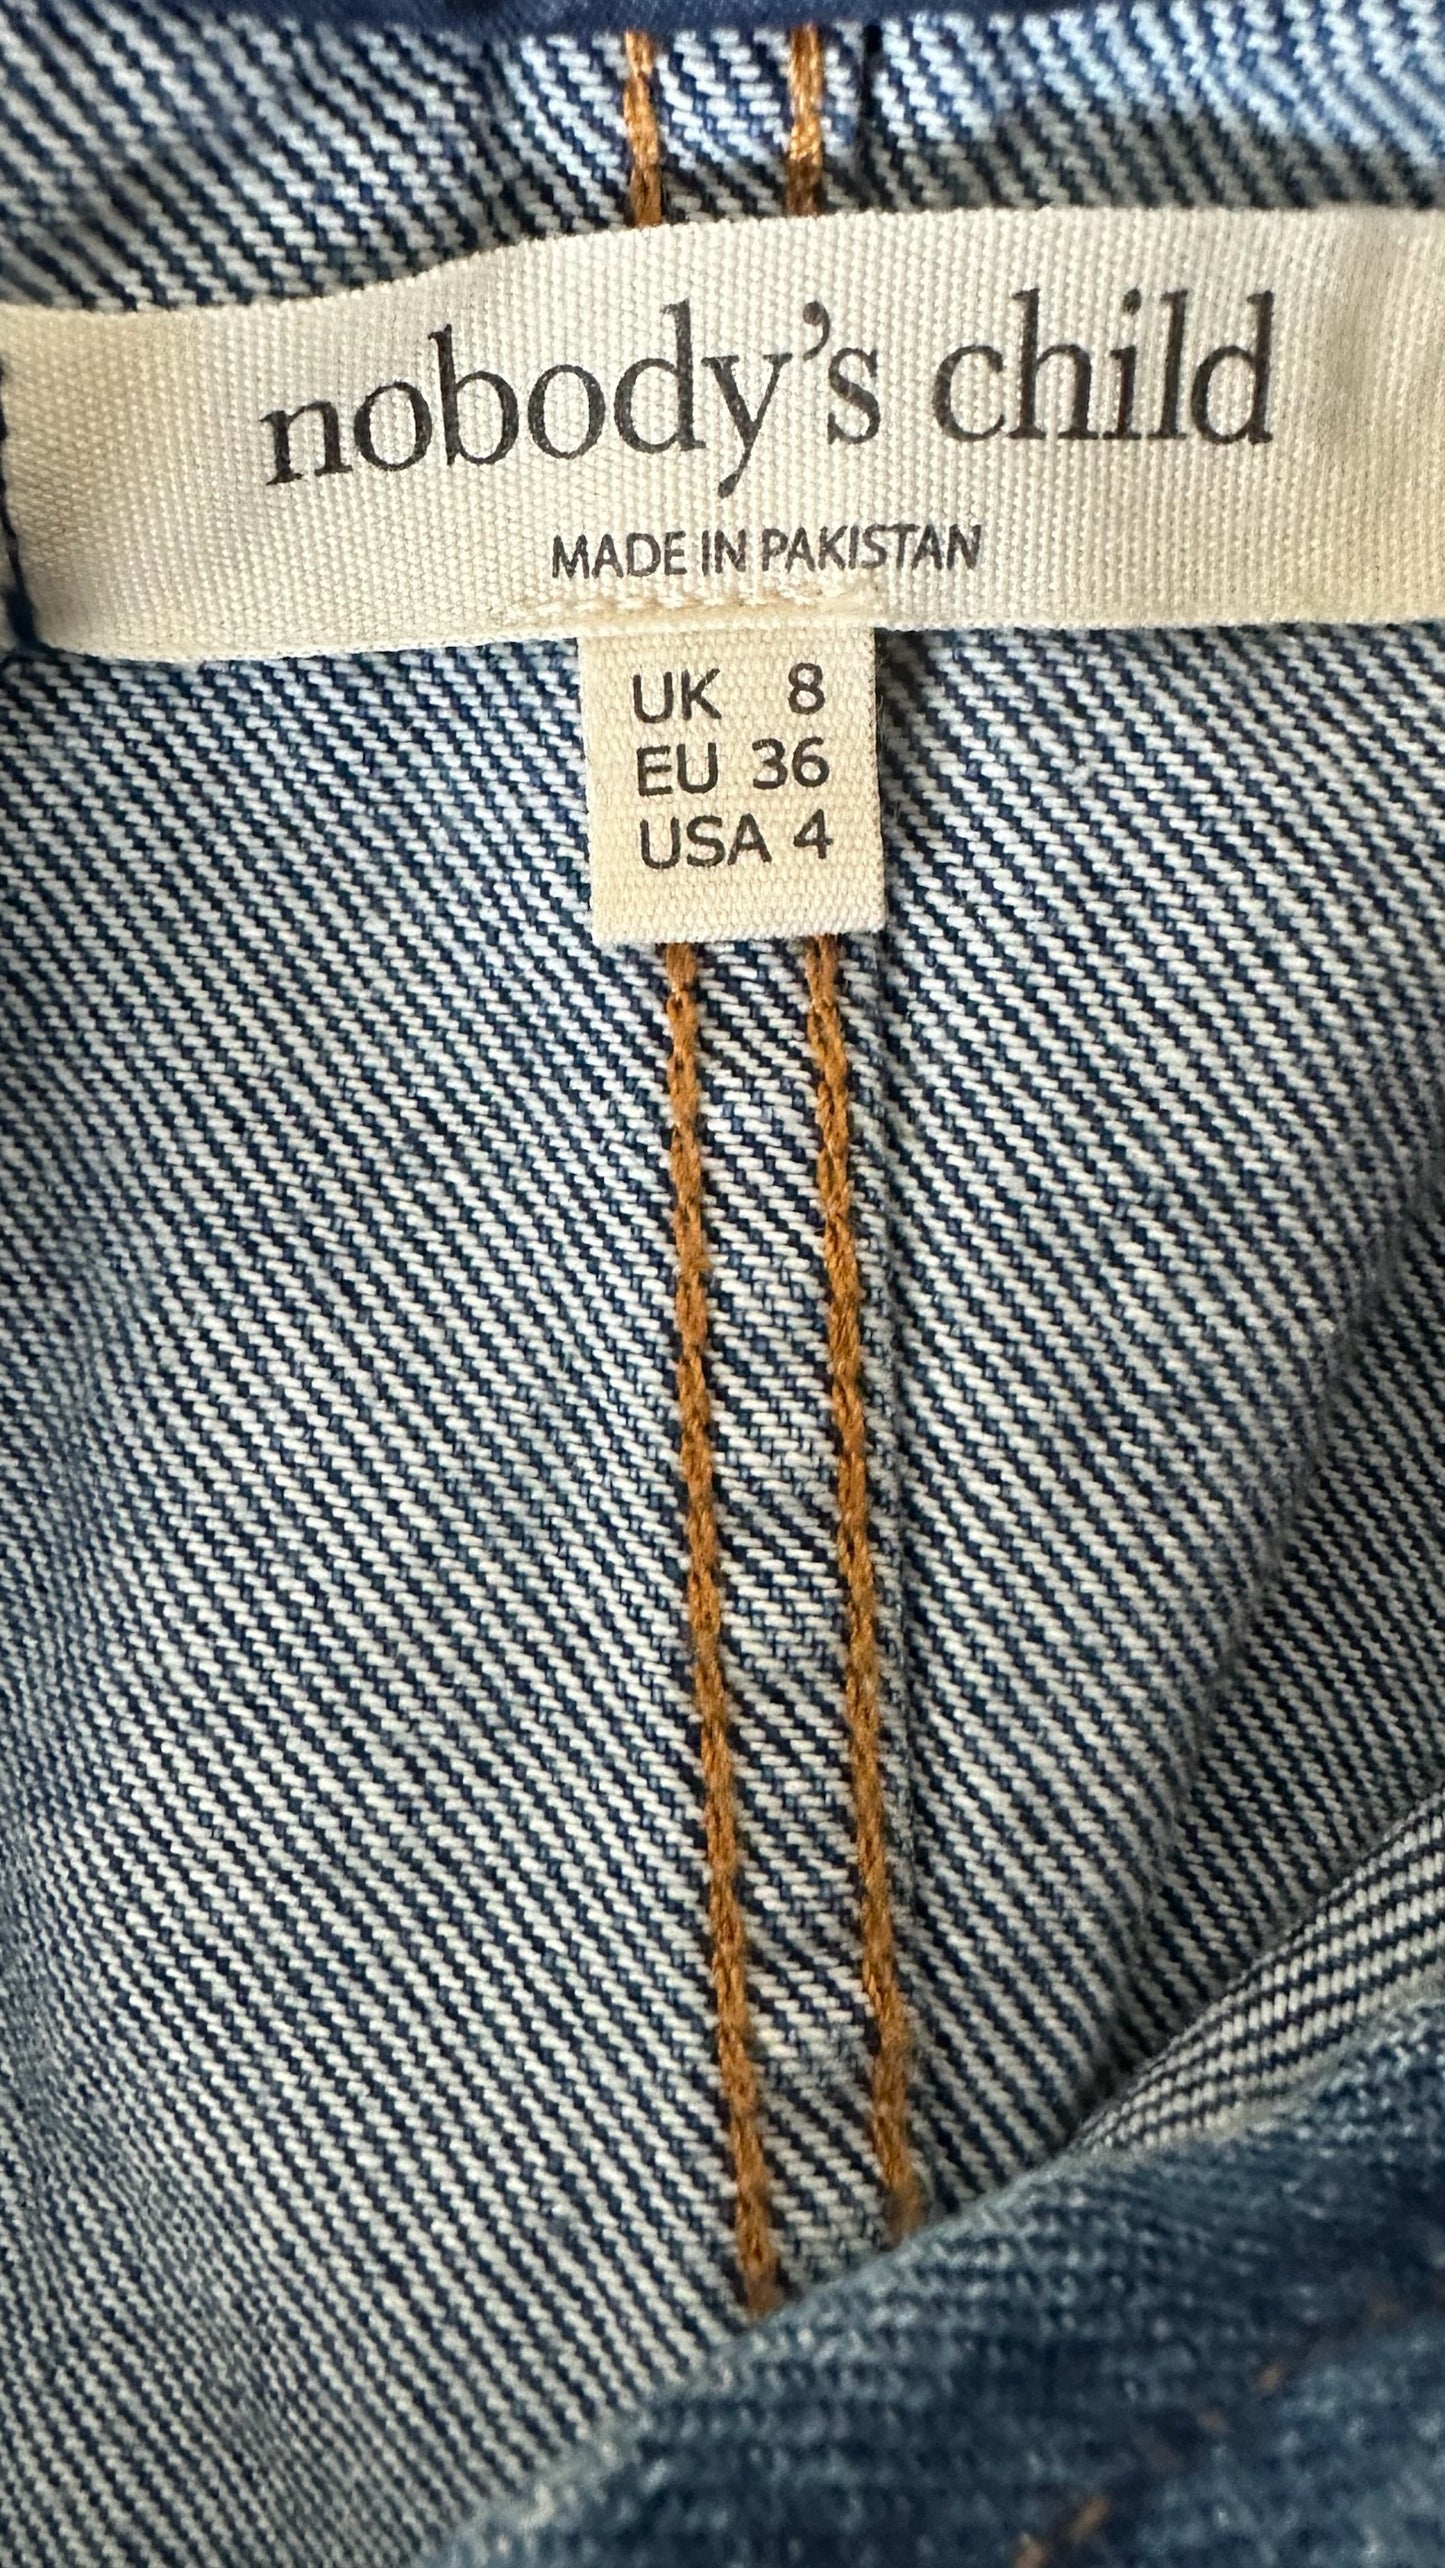 nobody's child
MADE IN PAKISTAN
UK 8
EU 36
USA 4